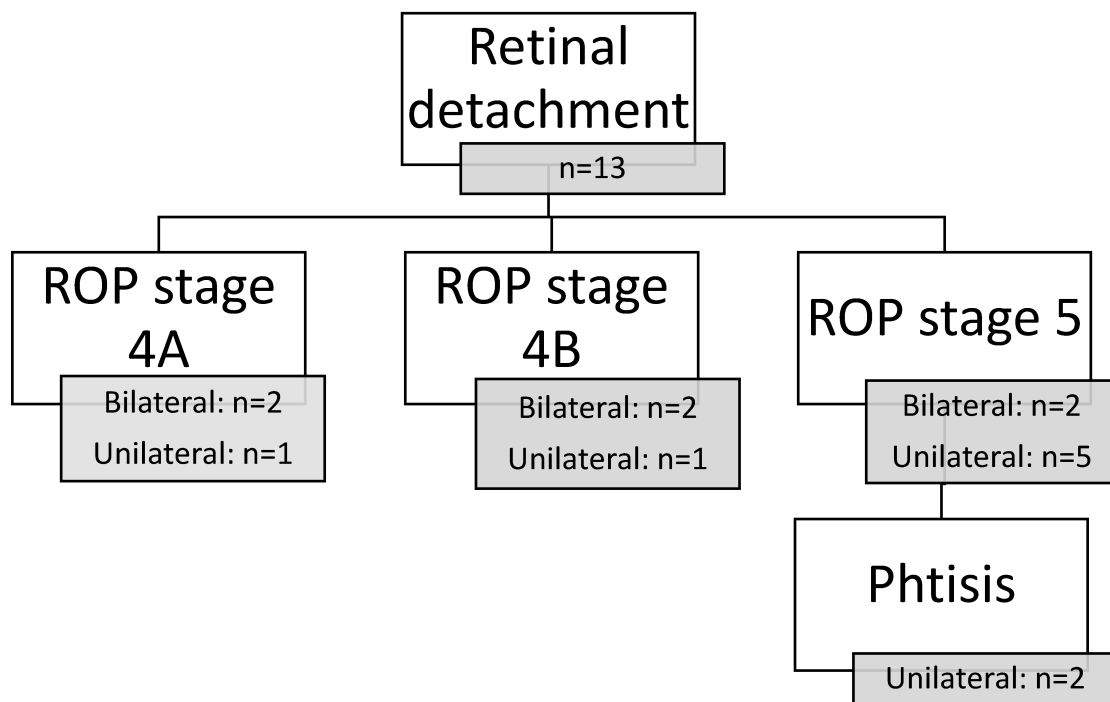 Retinal
detachment
n=13
ROP stage
4A
Bilateral: n=2
Unilateral: n=1
ROP stage
4B
Bilateral: n=2
Unilateral: n=1
ROP stage 5
Bilateral: n=2
Unilateral: n=5
Phtisis
Unilateral: n=2